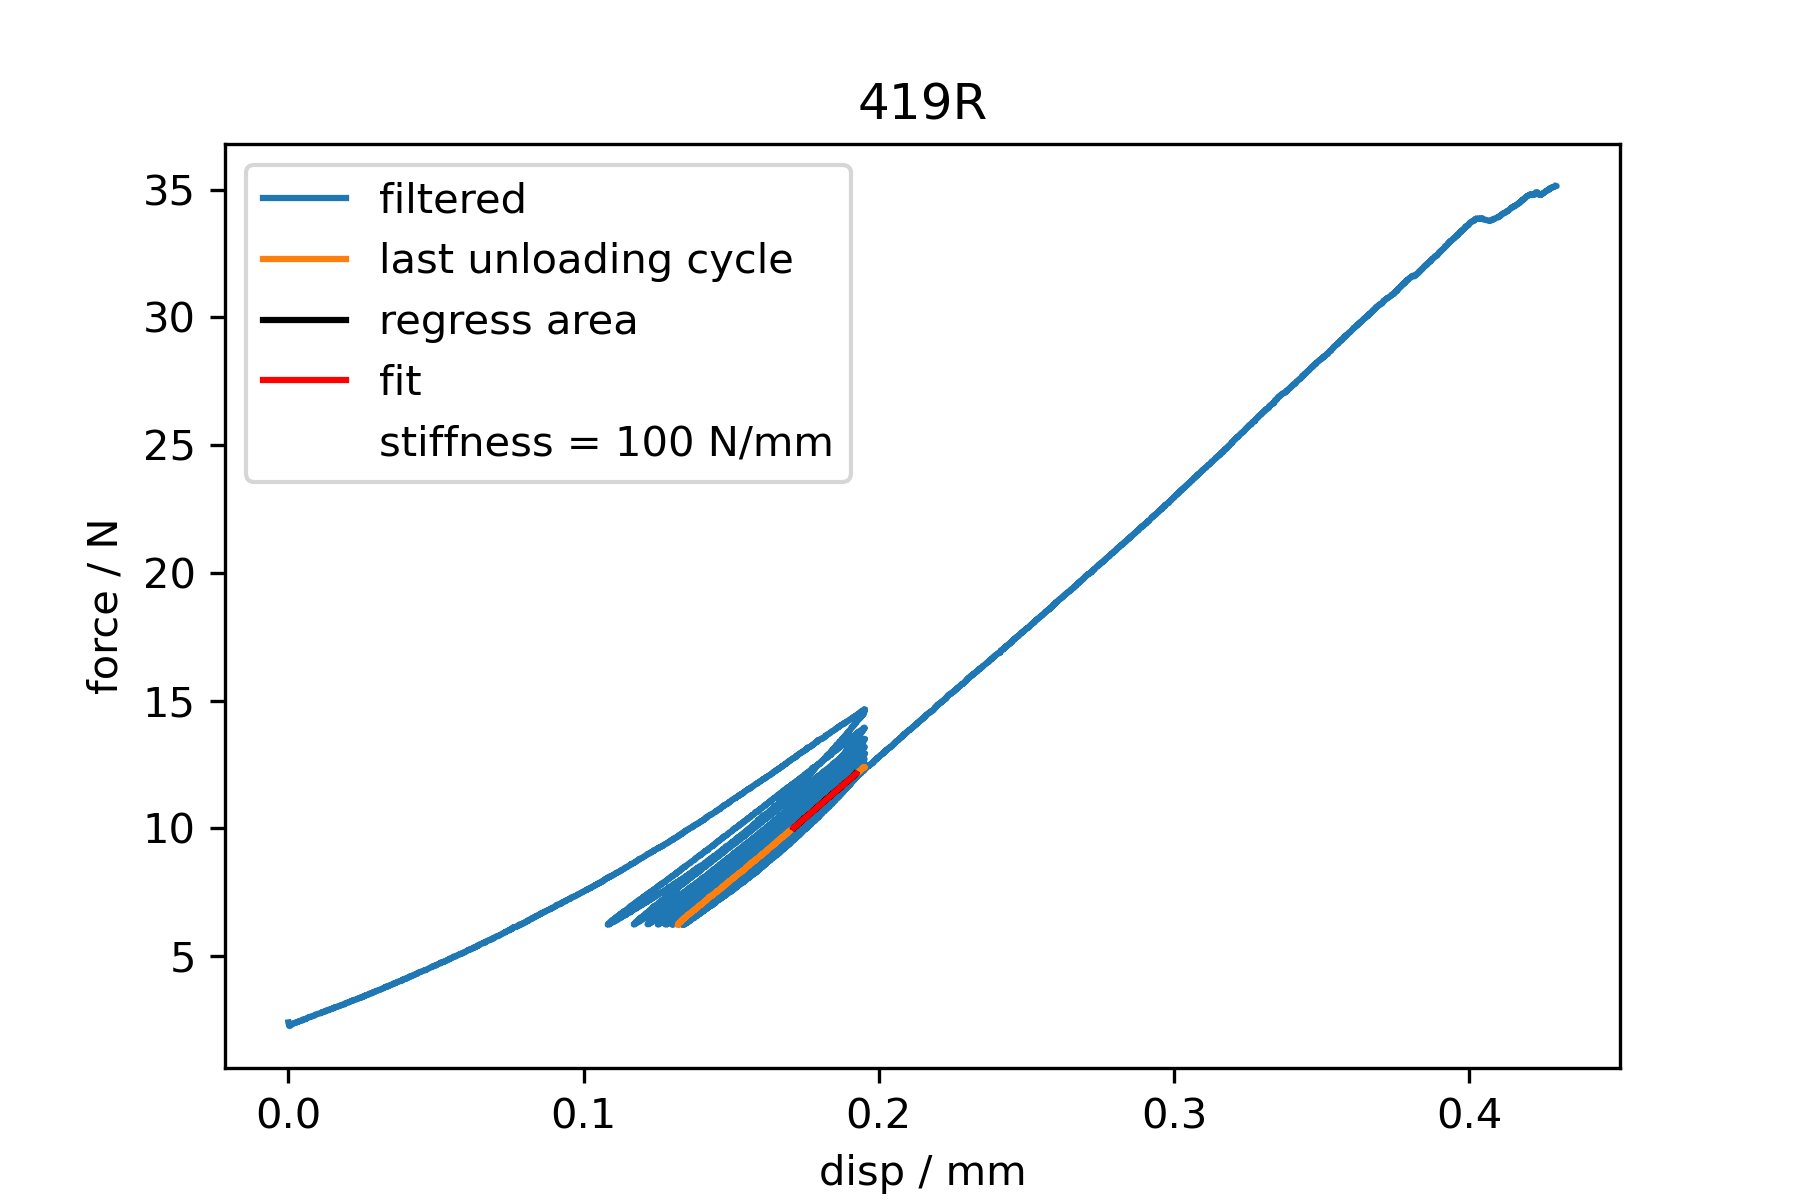 419R
filtered
last unloading cycle
regress area
fit
stiffness = 100 N/mm
force / N
35
30
25
20
15
10
5
0.0 0.1 0.2 0.3 0.4
disp / mm